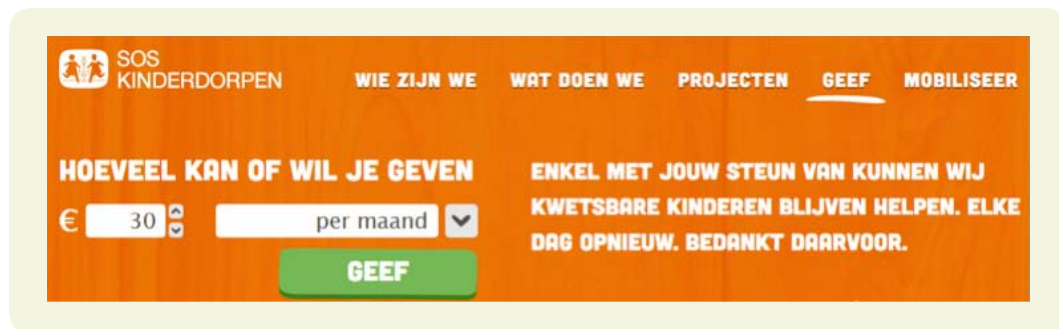 SOS
KINDERDORPEN
WIE ZIJN WE WAT DOEN WE PROJECTEN GEEF MOBILISEER
HOEVEEL KAN OF WIL JE GEVEN
€ 30 per maand
GEEF
ENKEL MET JOUW STEUN VAN KUNNEN WIJ
KWETSBARE KINDEREN BLIJVEN HELPEN. ELKE
DAG OPNIEUW. BEDANKT DAARVOOR.